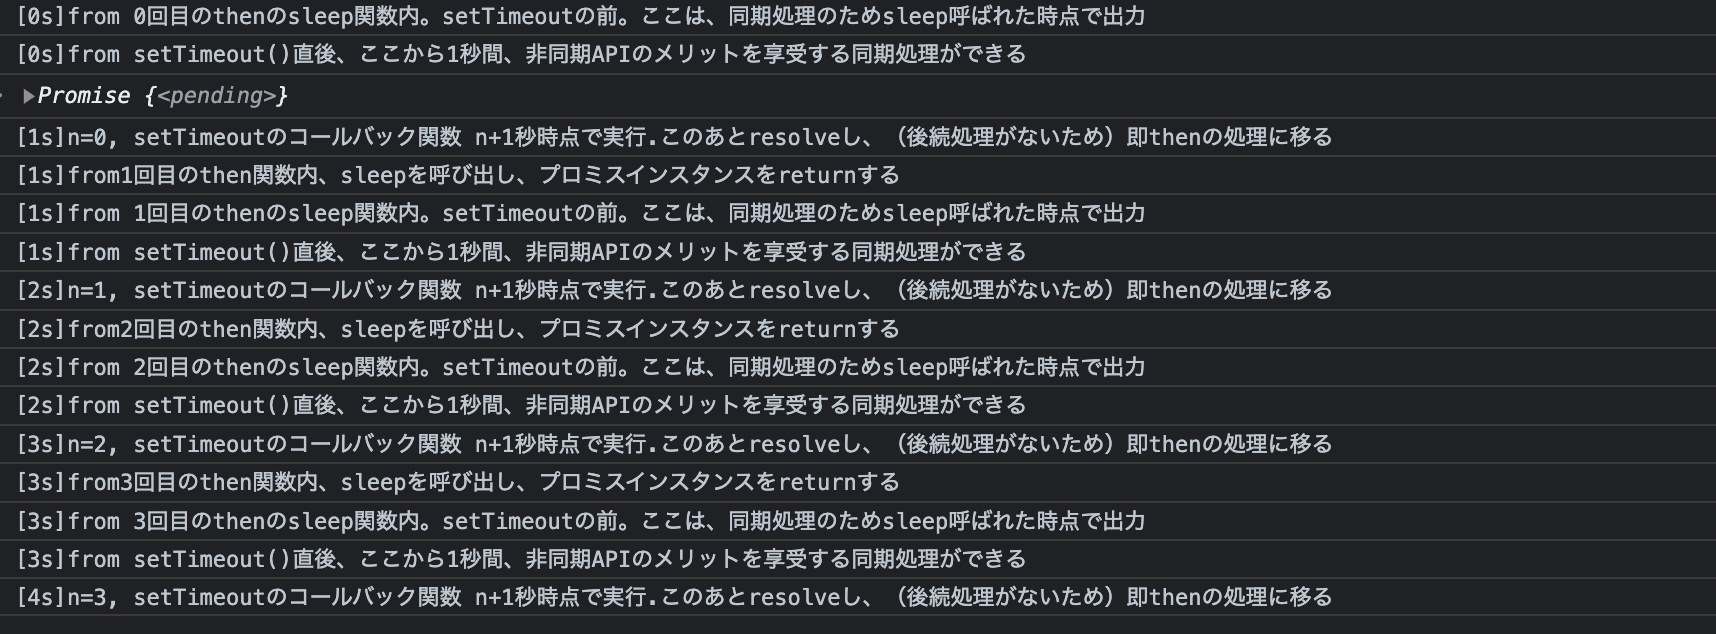 [0s]from 0回目のthenのsleep関数内。setTimeoutの前。ここは、同期処理のためsleep呼ばれた時点で出力
[0s]from setTimeout()直後、ここから1秒間、非同期APIのメリットを享受する同期処理ができる
▶Promise {<pending>}
[1s]n=0, setTimeoutのコールバック関数 n+1秒時点で実行.このあとresolveし、（後続処理がないため）即thenの処理に移る
[1s]from1回目のthen関数内、sleepを呼び出し、プロミスインスタンスをreturnする
[1s]from 1回目のthenのsleep関数内。setTimeoutの前。ここは、同期処理のためsleep呼ばれた時点で出力
[1s]from setTimeout()直後、ここから1秒間、非同期APIのメリットを享受する同期処理ができる
[2s]n=1, setTimeoutのコールバック関数 n+1秒時点で実行.このあとresolveし、（後続処理がないため）即thenの処理に移る
[2s]from2回目のthen関数内、sleepを呼び出し、プロミスインスタンスをreturnする
[2s]from 2回目のthenのsleep関数内。setTimeoutの前。ここは、同期処理のためsleep呼ばれた時点で出力
[2s]from setTimeout()直後、ここから1秒間、非同期APIのメリットを享受する同期処理ができる
[3s]n=2, setTimeoutのコールバック関数 n+1秒時点で実行.このあとresolveし、（後続処理がないため）即thenの処理に移る
[3s]from3回目のthen関数内、sleepを呼び出し、プロミスインスタンスをreturnする
[3s]from 3回目のthenのsleep関数内。setTimeoutの前。ここは、同期処理のためsleep呼ばれた時点で出力
[3s]from setTimeout()直後、ここから1秒間、非同期APIのメリットを享受する同期処理ができる
[4s]n=3, setTimeoutのコールバック関数 n+1秒時点で実行.このあとresolveし、（後続処理がないため）即thenの処理に移る